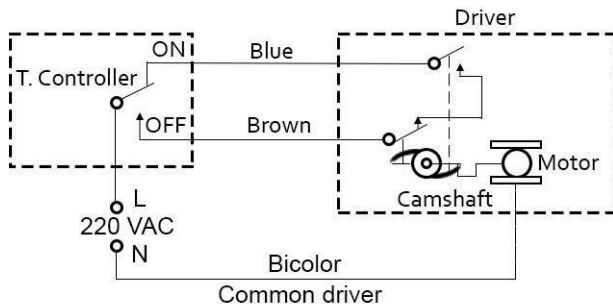 Driver
ON
Blue
T. Controller
OFF
Brown
Motor
Camshaft
L
220 VAC
N
Bicolor
Common driver